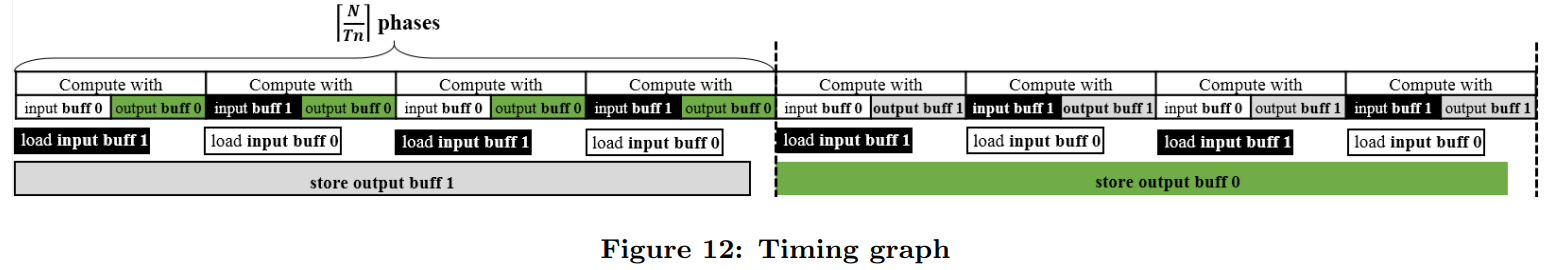 ⌈N/Tn⌉ phases
Compute with Compute with Compute with Compute with Compute with Compute with Compute with Compute with
input buff 0 output buff 0 input buff 1 output buff 0 input buff 0 output buff 0 input buff 1 output buff 0 input buff 0 output buff 1 input buff 1 output buff 1 input buff 0 output buff 1 input buff 1 output buff 1
load input buff 1 load input buff 0 load input buff 1 load input buff 0 load input buff 1 load input buff 0 load input buff 1 load input buff 0
store output buff 1 store output buff 0
Figure 12: Timing graph